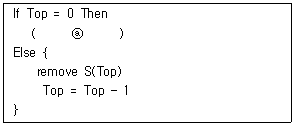 If Top = 0 Then
( ⓐ )
Else {
remove S(Top)
Top = Top - 1
}